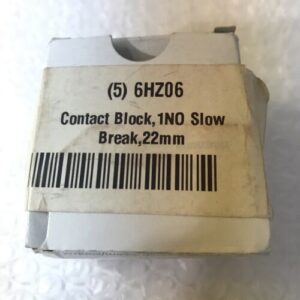 (5) 6HZ06
Contact Block,1NO Slow
Break,22mm